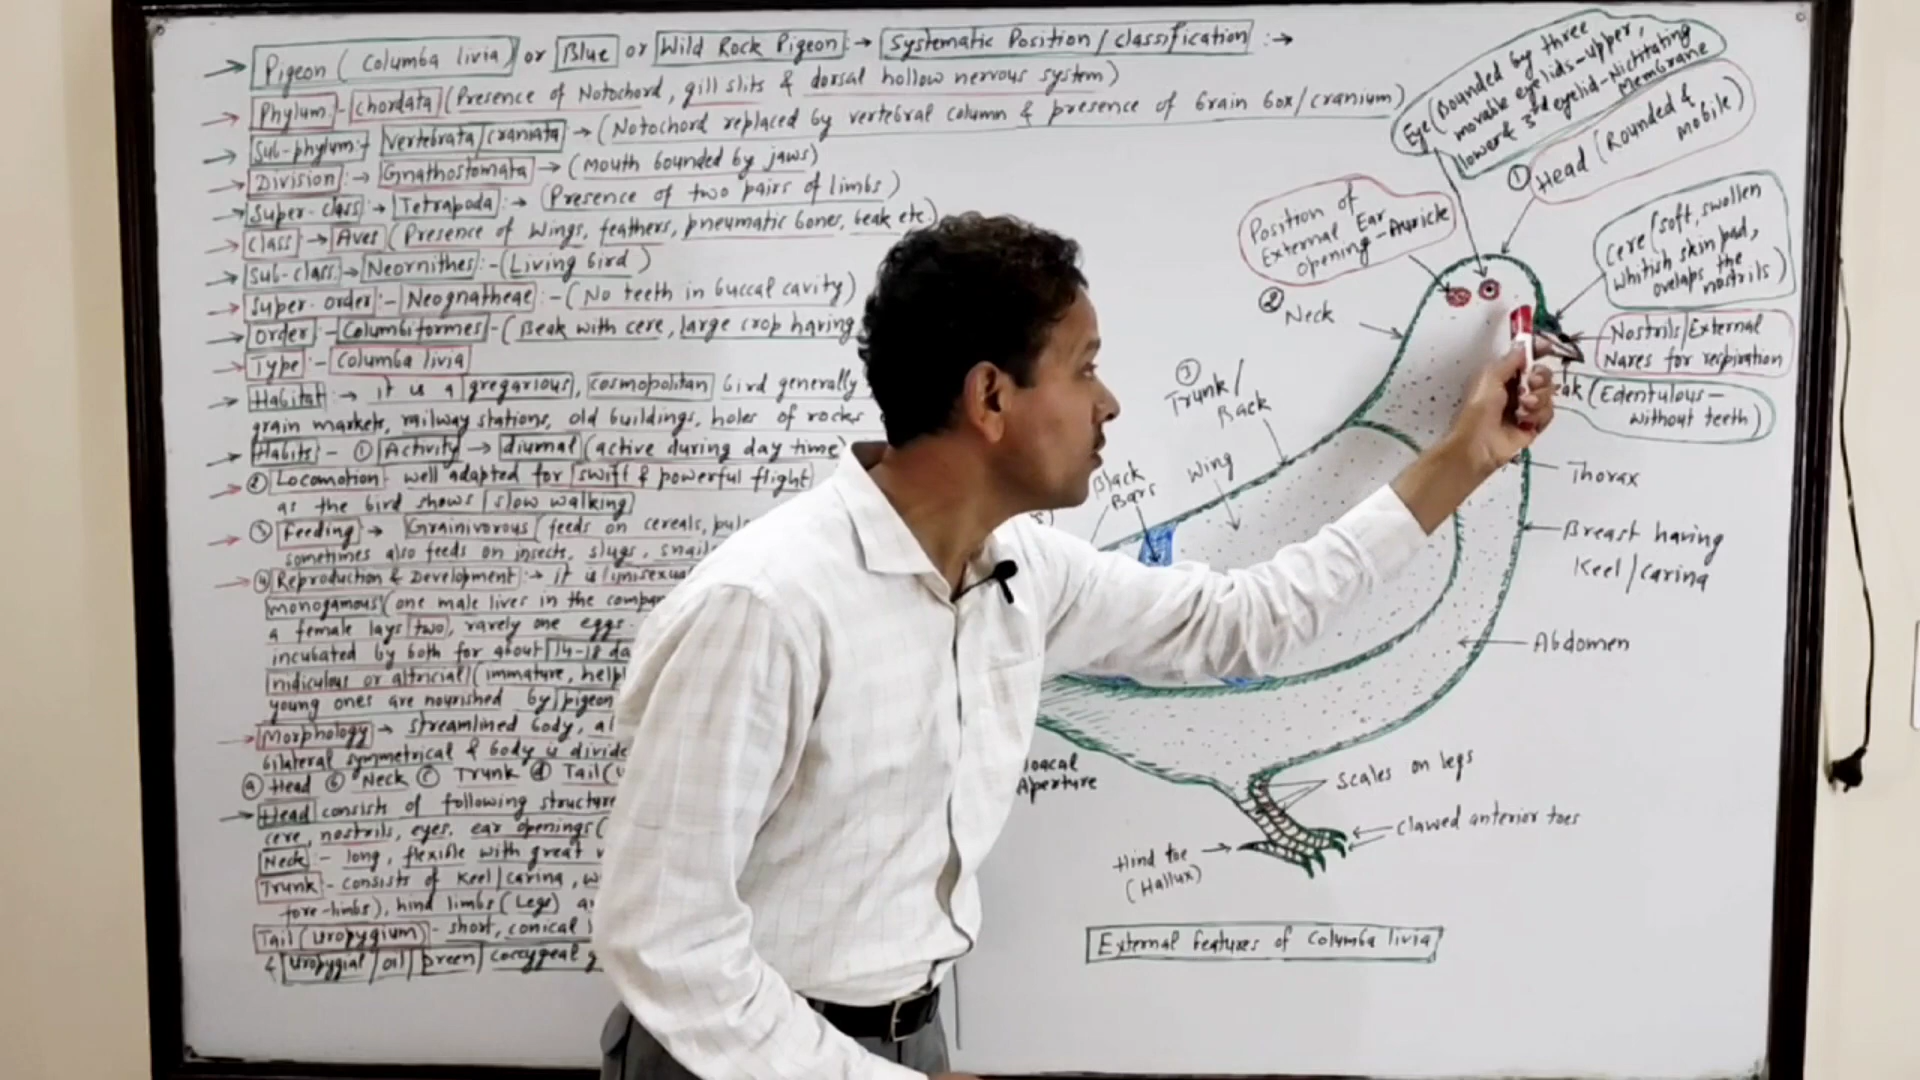 Pigeon (Columba livia) or Blue or Wild Rock Pigeon:→ Systematic Position/classification :→
Phylum:- chordata (Presence of Notochord, gill slits & dorsal hollow nervous system)
Sub-phylum:+ Vertebrata/craniata → (Notochord replaced by vertebral column & presence of brain box/cranium)
Division:→ Gnathostomata → (mouth bounded by jaws)
Super-class → Tetrapoda:→ (Presence of two pairs of limbs)
Class → Aves (Presence of wings, feathers, pneumatic bones, beak etc.)
Sub-class → Neornithes:- (Living bird)
Super-order:- Neognatheae:- (No teeth in buccal cavity)
Order:- Columbiformes- (Beak with cere, large crop having
Type:- Columba livia
Habitat:→ it is a gregarious, cosmopolitan bird generally
grain markets, railway stations, old buildings, holes of rocks
Habits- ① Activity → diurnal (active during day time)
② Locomotion- well adapted for swift & powerful flight
as the bird shows slow walking
③ Feeding → Grainivorous (feeds on cereals, pul
sometimes also feeds on insects, slugs, snail
④ Reproduction & Development:→ it is unisexua
monogamous (one male lives in the compan
a female lays two, rarely one eggs.
incubated by both for about 14-18 da
nidiculous or altricial (immature, help
young ones are nourished by pigeon
Morphology → streamlined body, al
bilateral symmetrical & body is divide
ⓐ Head ⓑ Neck ⓒ Trunk ⓓ Tail (u
Head consists of following structure
cere, nostrils, eyes, ear openings (
Neck:- long, flexible with great
Trunk- consists of keel/carina, w
fore-limbs), hind limbs (Legs) a
Tail (uropygium)- short, conical
& uropygial/oil/preen/coccygeal g
Eye (Bounded by three
movable eyelids-upper,
lower & 3rd eyelid-Nictitating
Membrane
① Head (Rounded &
mobile)
Position of
External Ear
opening-Auricle
② Neck
Cere (soft, swollen
whitish skin pad,
ovelaps the
nostrils)
Nostrils/External
Nares for respiration
eak (Edentulous-
without teeth)
③ Trunk/
Back
Wing
Black
Bars
Thorax
Breast having
Keel/carina
Abdomen
loacal
Aperture
Scales on legs
clawed anterior toes
Hind toe
(Hallux)
External features of Columba livia